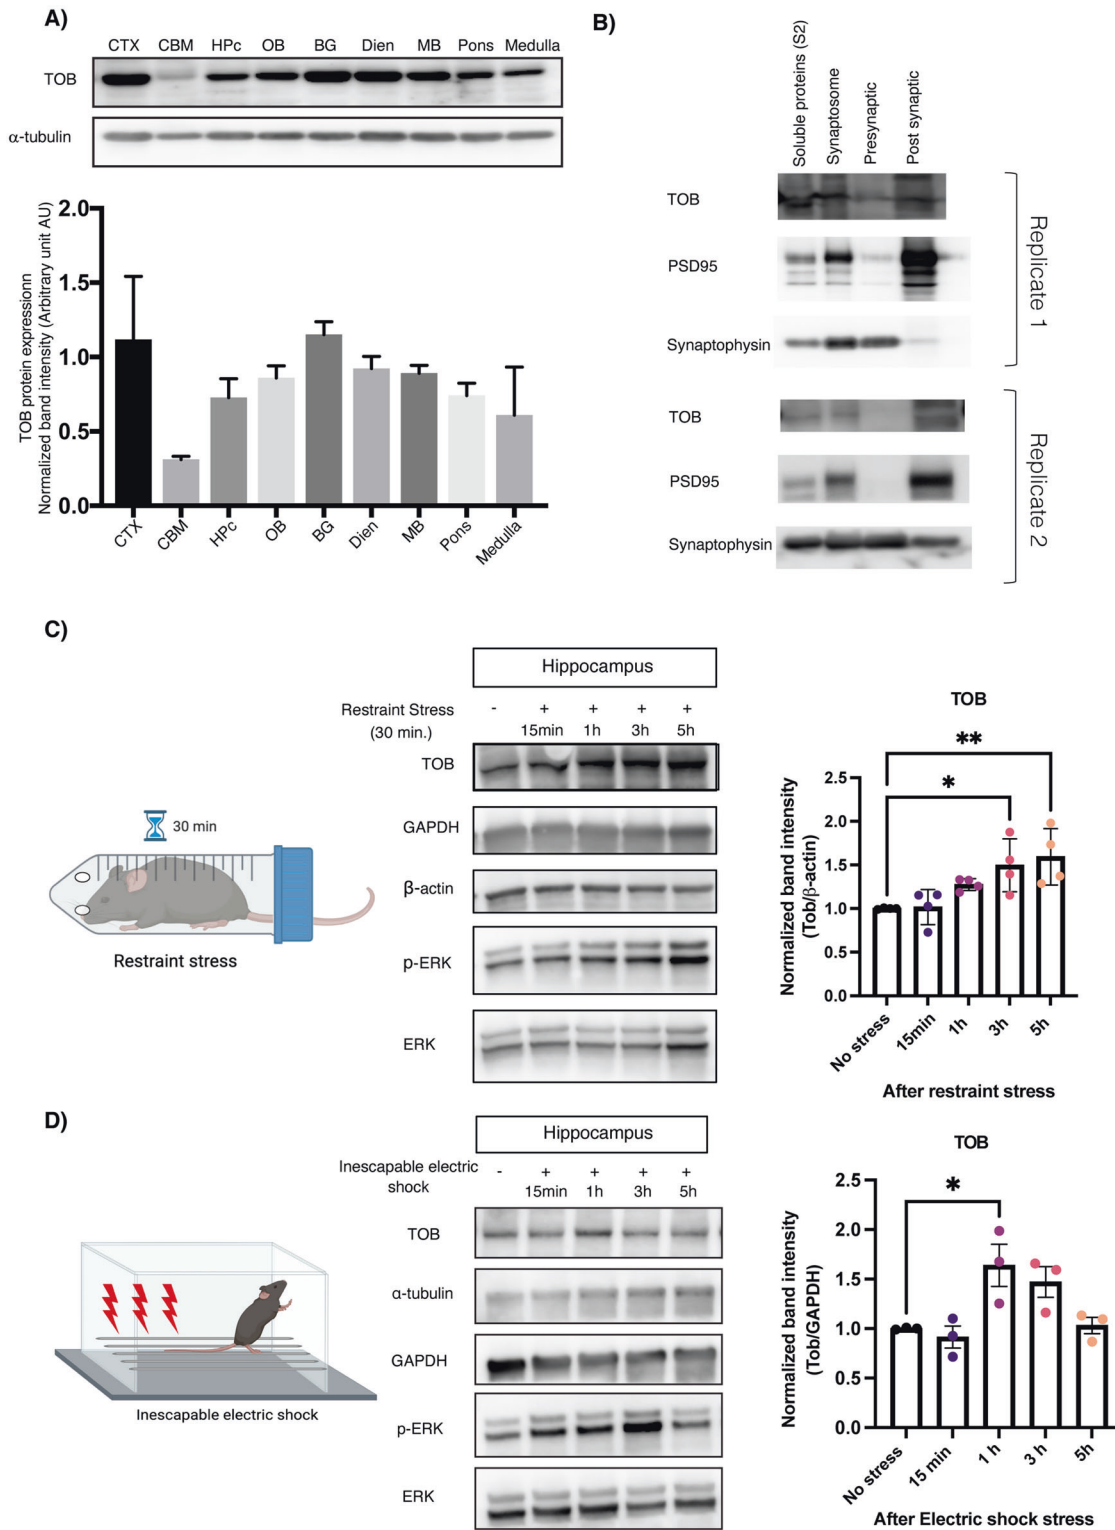 A)
CTX CBM HPc OB BG Dien MB Pons Medulla
TOB
α-tubulin
TOB protein expressionn
Normalized band intensity (Arbitrary unit AU)
2.0
1.5
1.0
0.5
0.0
CTX CBM HPc OB BG Dien MB Pons Medulla
B)
Soluble proteins (S2)
Synaptosome
Presynaptic
Post synaptic
TOB
PSD95
Synaptophysin
Replicate 1
TOB
PSD95
Synaptophysin
Replicate 2
C)
30 min
Restraint stress
Hippocampus
Restraint Stress - + + + +
(30 min.) 15min 1h 3h 5h
TOB
GAPDH
β-actin
p-ERK
ERK
TOB
**
*
Normalized band intensity
(Tob/β-actin)
2.5
2.0
1.5
1.0
0.5
0.0
No stress 15min 1h 3h 5h
After restraint stress
D)
Inescapable electric shock
Hippocampus
Inescapable electric - + + + +
shock 15min 1h 3h 5h
TOB
α-tubulin
GAPDH
p-ERK
ERK
TOB
*
Normalized band intensity
(Tob/GAPDH)
2.5
2.0
1.5
1.0
0.5
0.0
No stress 15 min 1 h 3 h 5h
After Electric shock stress